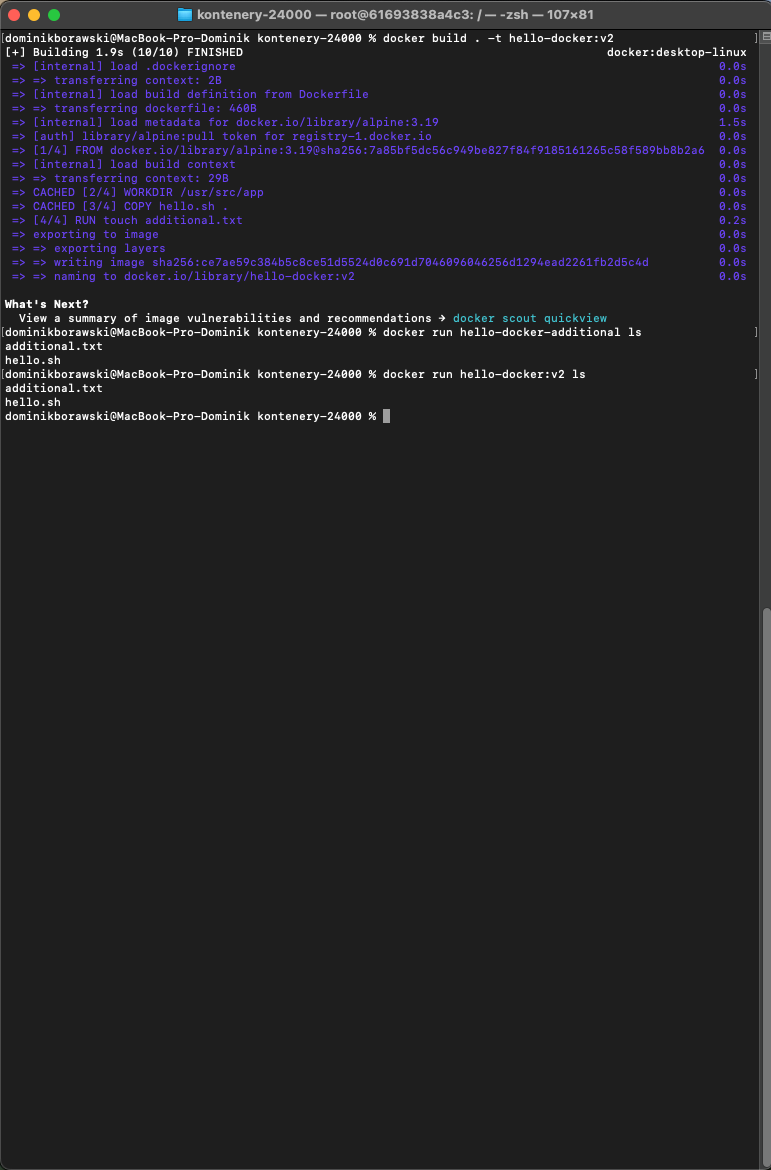 kontenery-24000 — root@61693838a4c3: / — -zsh — 107×81
[dominikborawski@MacBook-Pro-Dominik kontenery-24000 % docker build . -t hello-docker:v2 ]
[+] Building 1.9s (10/10) FINISHED docker:desktop-linux
=> [internal] load .dockerignore 0.0s
=> => transferring context: 2B 0.0s
=> [internal] load build definition from Dockerfile 0.0s
=> => transferring dockerfile: 460B 0.0s
=> [internal] load metadata for docker.io/library/alpine:3.19 1.5s
=> [auth] library/alpine:pull token for registry-1.docker.io 0.0s
=> [1/4] FROM docker.io/library/alpine:3.19@sha256:7a85bf5dc56c949be827f84f9185161265c58f589bb8b2a6 0.0s
=> [internal] load build context 0.0s
=> => transferring context: 29B 0.0s
=> CACHED [2/4] WORKDIR /usr/src/app 0.0s
=> CACHED [3/4] COPY hello.sh . 0.0s
=> [4/4] RUN touch additional.txt 0.2s
=> exporting to image 0.0s
=> => exporting layers 0.0s
=> => writing image sha256:ce7ae59c384b5c8ce51d5524d0c691d7046096046256d1294ead2261fb2d5c4d 0.0s
=> => naming to docker.io/library/hello-docker:v2 0.0s
What's Next?
View a summary of image vulnerabilities and recommendations → docker scout quickview
[dominikborawski@MacBook-Pro-Dominik kontenery-24000 % docker run hello-docker-additional ls ]
additional.txt
hello.sh
[dominikborawski@MacBook-Pro-Dominik kontenery-24000 % docker run hello-docker:v2 ls ]
additional.txt
hello.sh
dominikborawski@MacBook-Pro-Dominik kontenery-24000 %